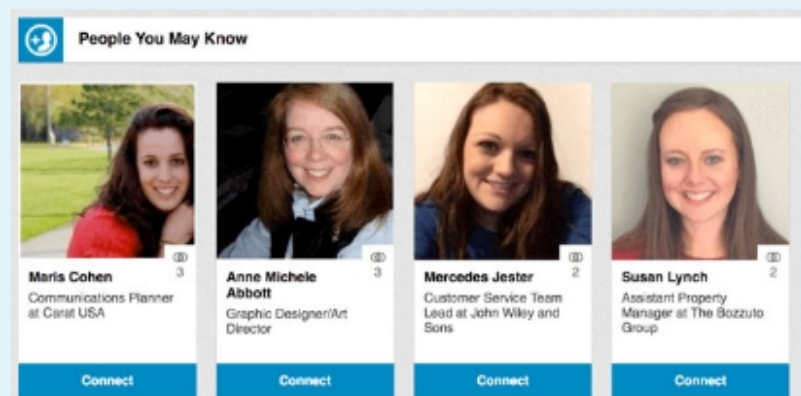 People You May Know
3
Maris Cohen
Communications Planner
at Carat USA
Connect
3
Anne Michele
Abbott
Graphic Designer/Art
Director
Connect
2
Mercedes Jester
Customer Service Team
Lead at John Wiley and
Sons
Connect
2
Susan Lynch
Assistant Property
Manager at The Bozzuto
Group
Connect